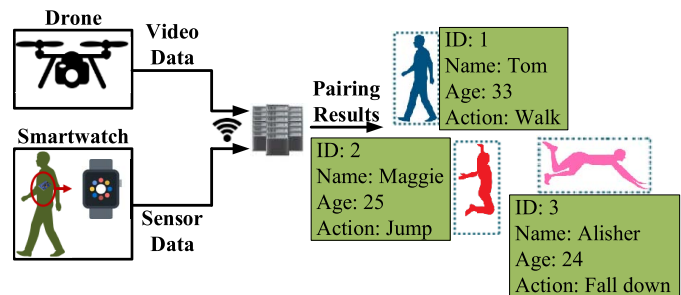 Drone
Video
Data
Smartwatch
Sensor
Data
Pairing
Results
ID: 1
Name: Tom
Age: 33
Action: Walk
ID: 2
Name: Maggie
Age: 25
Action: Jump
ID: 3
Name: Alisher
Age: 24
Action: Fall down